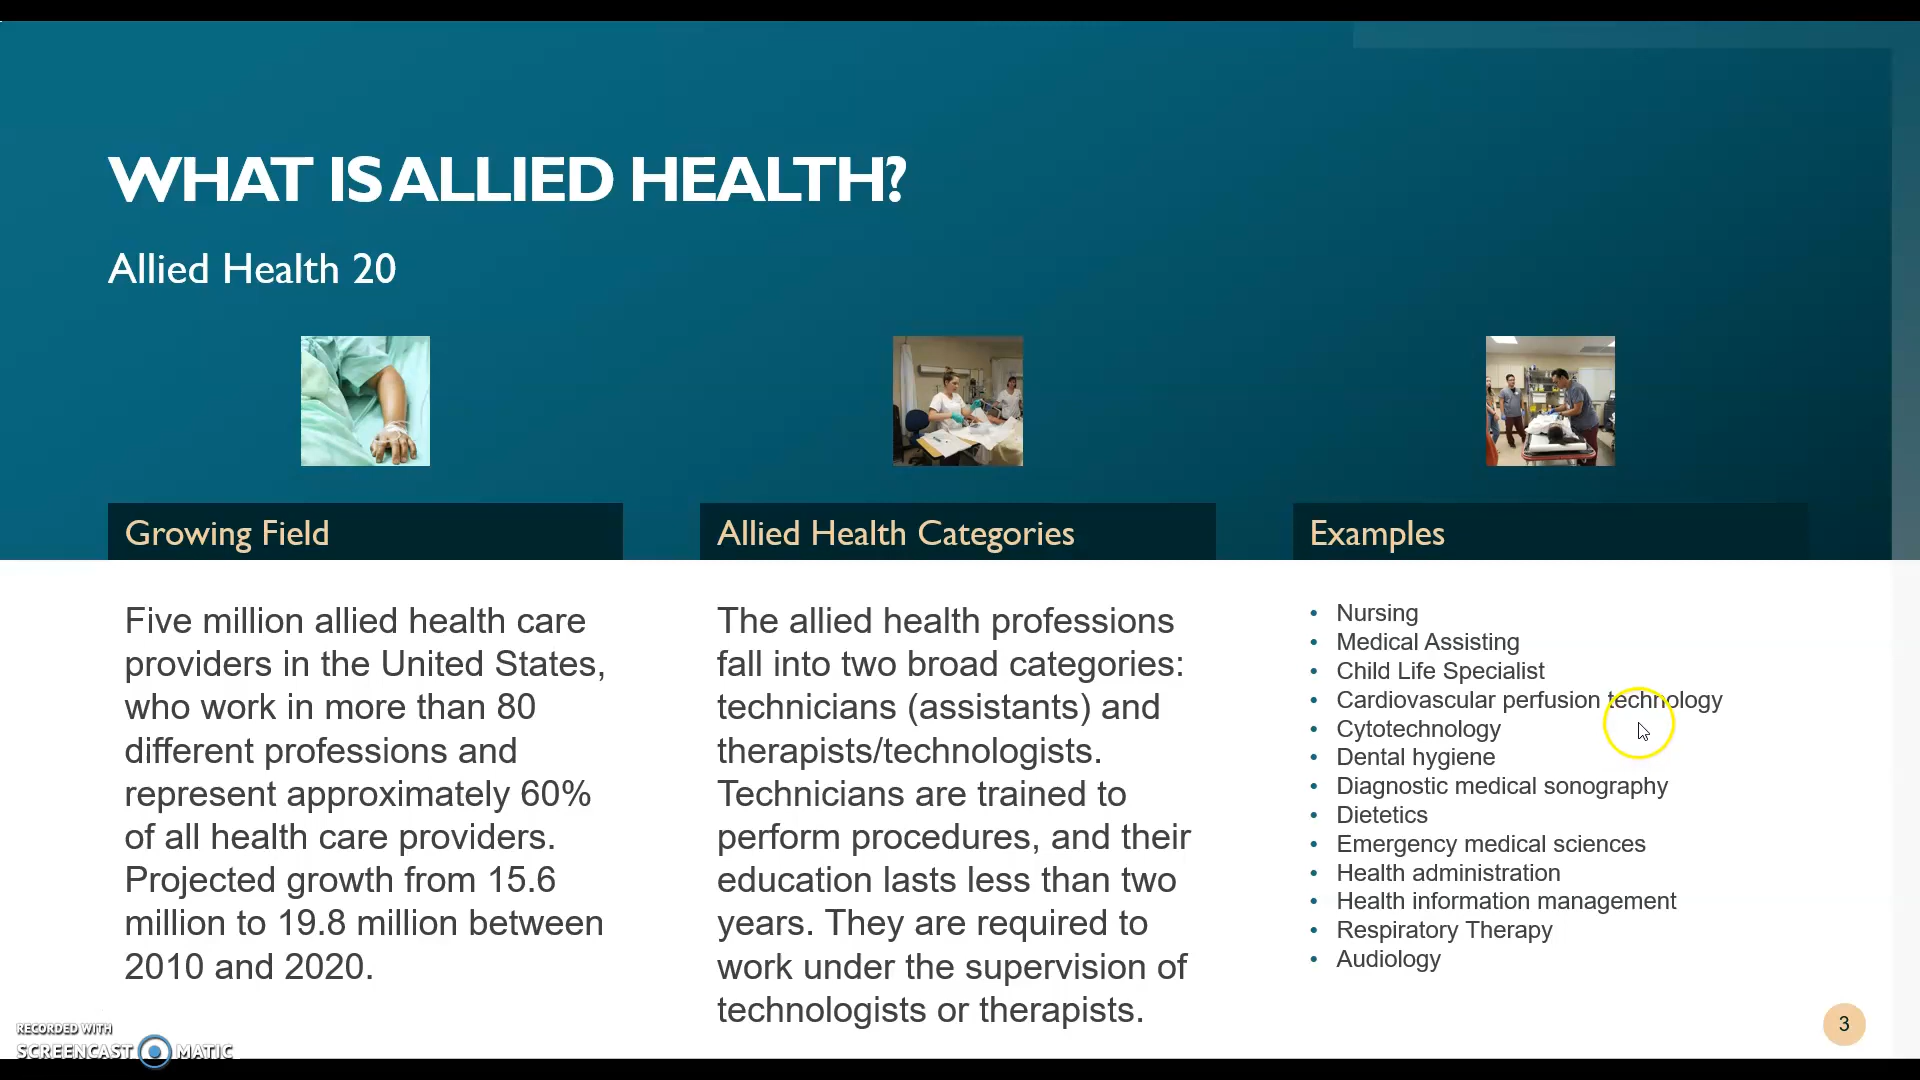 WHAT IS ALLIED HEALTH?
Allied Health 20
Growing Field
Five million allied health care
providers in the United States,
who work in more than 80
different professions and
represent approximately 60%
of all health care providers.
Projected growth from 15.6
million to 19.8 million between
2010 and 2020.
Allied Health Categories
The allied health professions
fall into two broad categories:
technicians (assistants) and
therapists/technologists.
Technicians are trained to
perform procedures, and their
education lasts less than two
years. They are required to
work under the supervision of
technologists or therapists.
Examples
• Nursing
• Medical Assisting
• Child Life Specialist
• Cardiovascular perfusion technology
• Cytotechnology
• Dental hygiene
• Diagnostic medical sonography
• Dietetics
• Emergency medical sciences
• Health administration
• Health information management
• Respiratory Therapy
• Audiology
3
RECORDED WITH
SCREENCAST MATIC